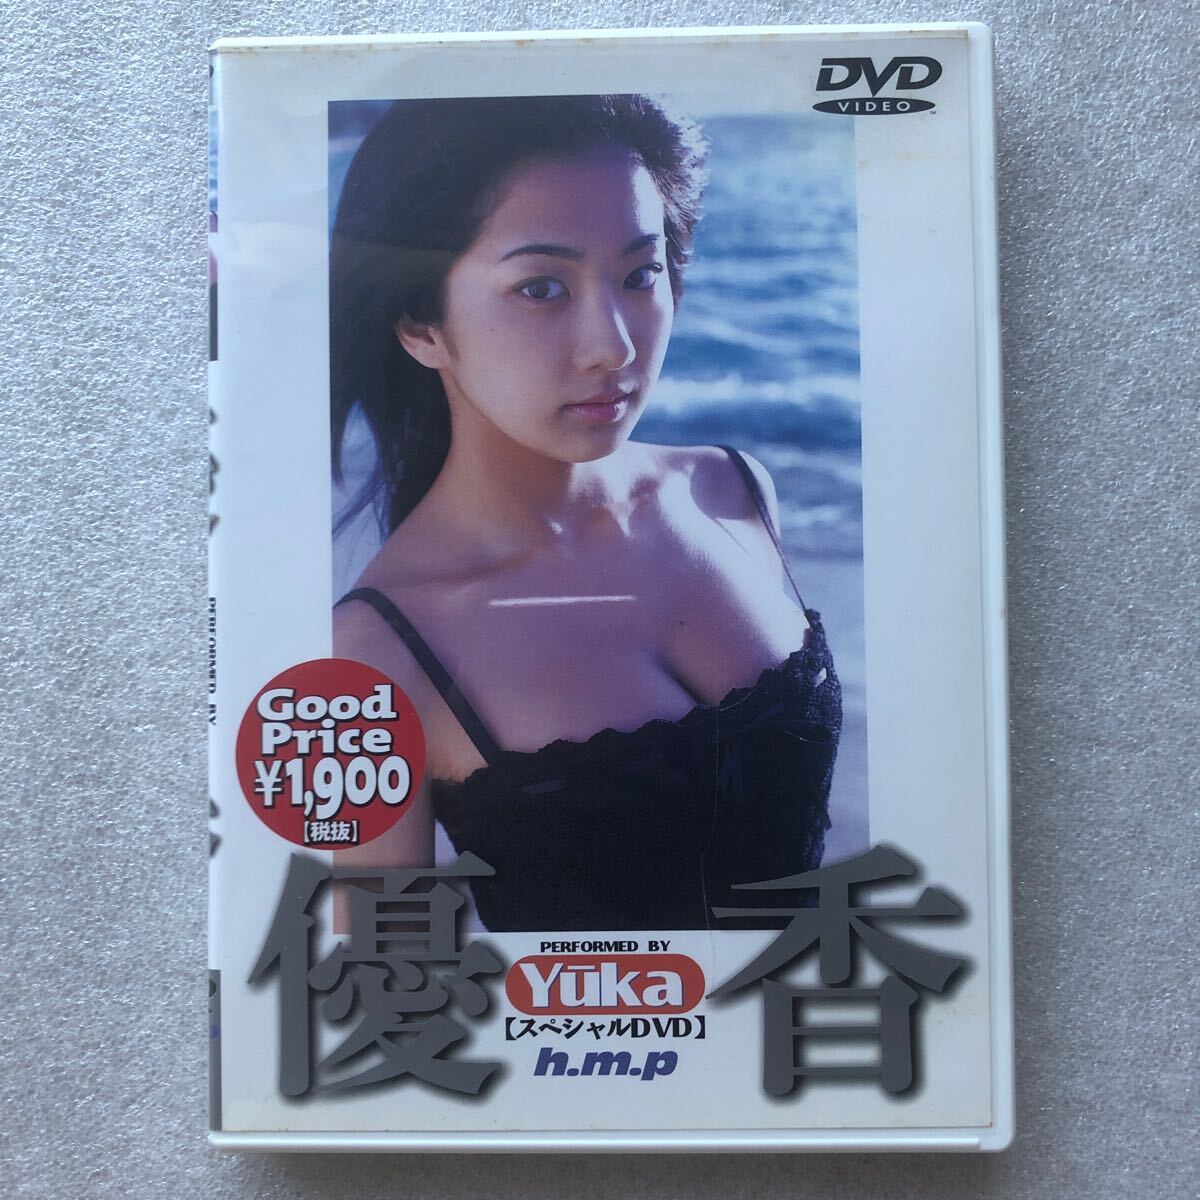 DVD
VIDEO
Good
Price
¥1,900
【税抜】
優香
PERFORMED BY
Yūka
【スペシャルDVD】
h.m.p
PERFORMED BY